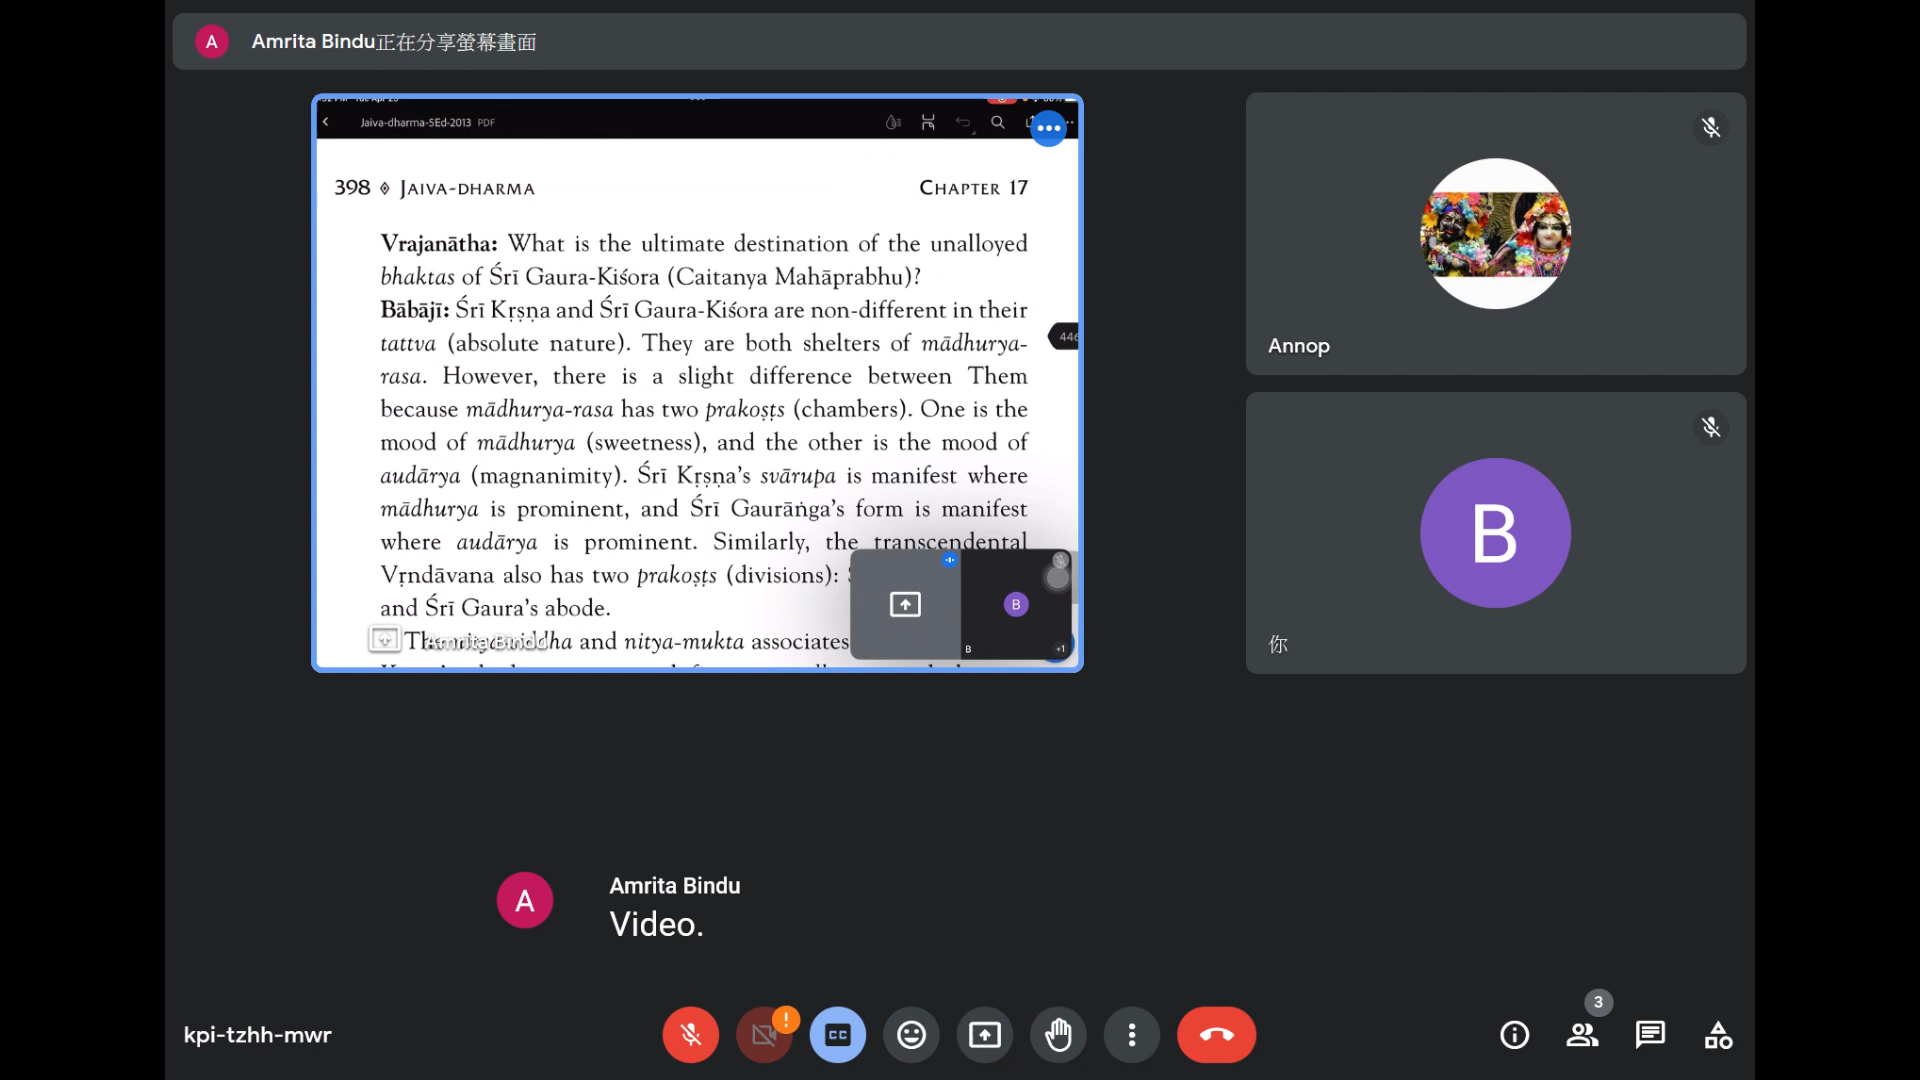 A Amrita Bindu正在分享螢幕畫面
Jaiva-dharma-5Ed-2013 PDF
398 JAIVA-DHARMA CHAPTER 17
Vrajanātha: What is the ultimate destination of the unalloyed
bhaktas of Śrī Gaura-Kiśora (Caitanya Mahāprabhu)?
Bābājī: Śrī Kṛṣṇa and Śrī Gaura-Kiśora are non-different in their
tattva (absolute nature). They are both shelters of mādhurya-
rasa. However, there is a slight difference between Them
because mādhurya-rasa has two prakoṣṭs (chambers). One is the
mood of mādhurya (sweetness), and the other is the mood of
audārya (magnanimity). Śrī Kṛṣṇa's svārupa is manifest where
mādhurya is prominent, and Śrī Gaurāṅga's form is manifest
where audārya is prominent. Similarly, the transcendental
Vṛndāvana also has two prakoṣṭs (divisions):
and Śrī Gaura's abode.
The and nitya-mukta associates
446
Amrita Bindu
B
B
+1
Annop
B
你
A
Amrita Bindu
Video.
kpi-tzhh-mwr
!
CC
3